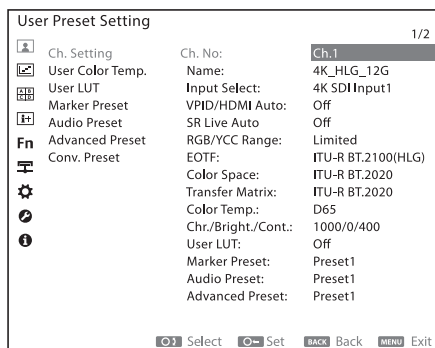 User Preset Setting
1/2
Ch. Setting Ch. No: Ch.1
User Color Temp. Name: 4K_HLG_12G
User LUT Input Select: 4K SDI Input1
Marker Preset VPID/HDMI Auto: Off
Audio Preset SR Live Auto Off
Fn Advanced Preset RGB/YCC Range: Limited
Conv. Preset EOTF: ITU-R BT.2100(HLG)
Color Space: ITU-R BT.2020
Transfer Matrix: ITU-R BT.2020
Color Temp.: D65
Chr./Bright./Cont.: 1000/0/400
User LUT: Off
Marker Preset: Preset1
Audio Preset: Preset1
Advanced Preset: Preset1
Select Set BACK Back MENU Exit